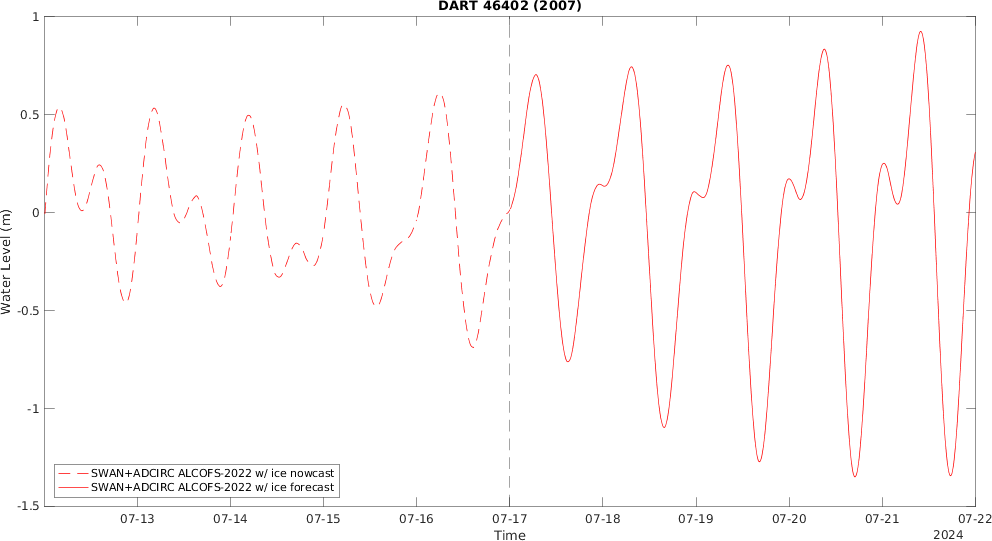 DART 46402 (2007)
Water Level (m)
1
0.5
0
-0.5
-1
-1.5
SWAN+ADCIRC ALCOFS-2022 w/ ice nowcast
SWAN+ADCIRC ALCOFS-2022 w/ ice forecast
07-13 07-14 07-15 07-16 07-17 07-18 07-19 07-20 07-21 07-22
Time
2024